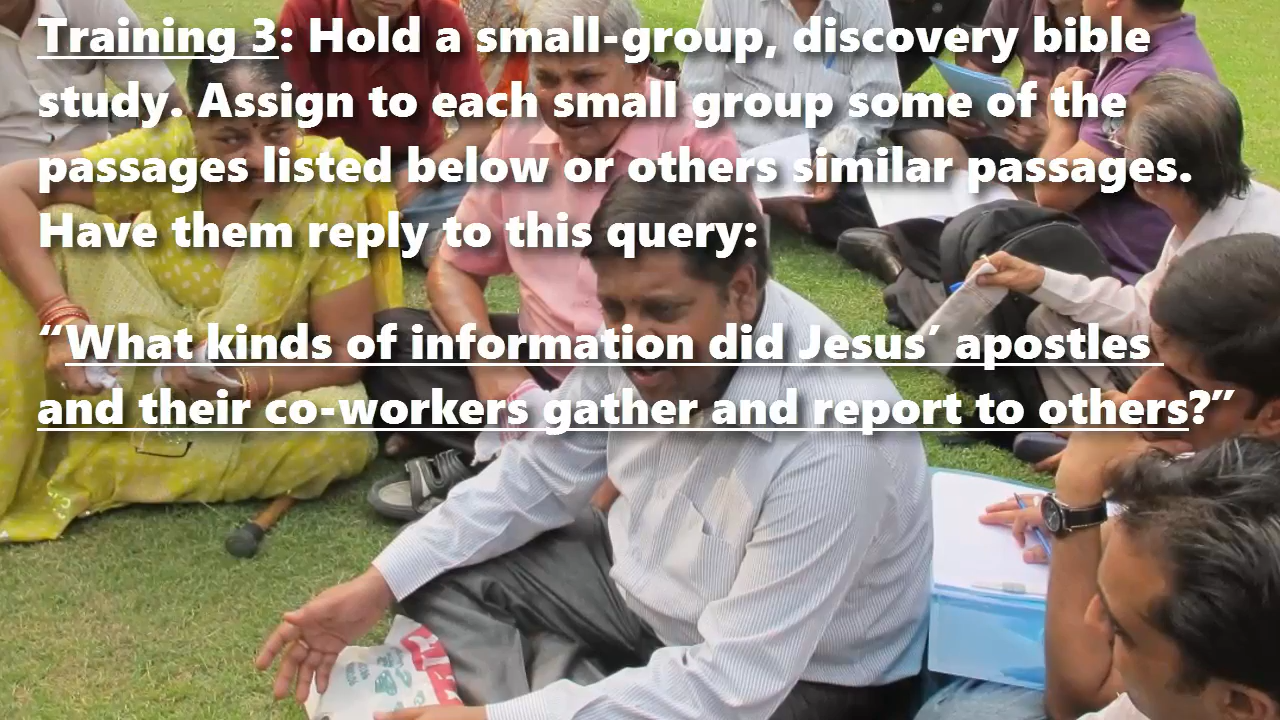 Training 3: Hold a small-group, discovery bible
study. Assign to each small group some of the
passages listed below or others similar passages.
Have them reply to this query:
“What kinds of information did Jesus’ apostles
and their co-workers gather and report to others?”